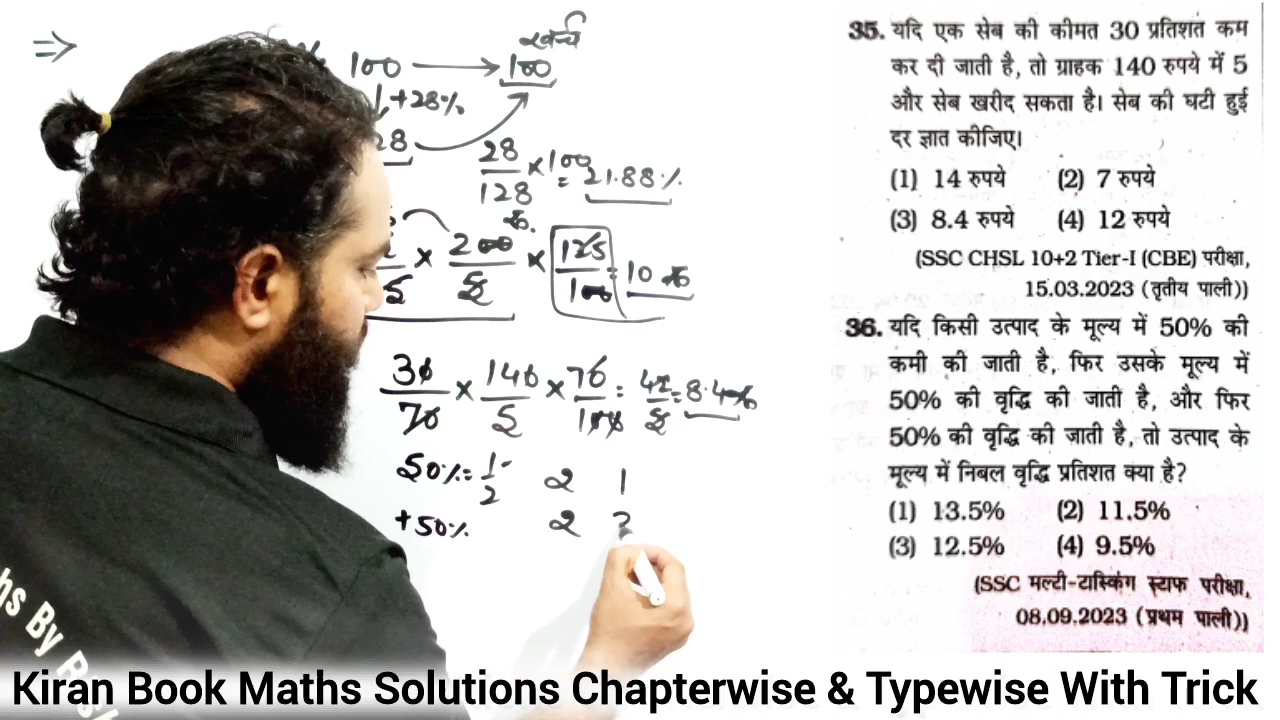 ⇒
खर्च
100 → 100
+28%
28
28/128 × 100 = 21.88%
× 200/5 × 125/100 = 10 रु
30/70 × 140/5 × 70/100 = 42/5 = 8.4 रु
50% = 1/2 2 1
+50% 2
35. यदि एक सेब की कीमत 30 प्रतिशत कम
कर दी जाती है, तो ग्राहक 140 रुपये में 5
और सेब खरीद सकता है। सेब की घटी हुई
दर ज्ञात कीजिए।
(1) 14 रुपये (2) 7 रुपये
(3) 8.4 रुपये (4) 12 रुपये
(SSC CHSL 10+2 Tier-I (CBE) परीक्षा,
15.03.2023 (तृतीय पाली))
36. यदि किसी उत्पाद के मूल्य में 50% की
कमी की जाती है, फिर उसके मूल्य में
50% की वृद्धि की जाती है, और फिर
50% की वृद्धि की जाती है, तो उत्पाद के
मूल्य में निबल वृद्धि प्रतिशत क्या है?
(1) 13.5% (2) 11.5%
(3) 12.5% (4) 9.5%
(SSC मल्टी-टास्किंग स्टाफ परीक्षा,
08.09.2023 (प्रथम पाली))
hs By
Kiran Book Maths Solutions Chapterwise & Typewise With Trick